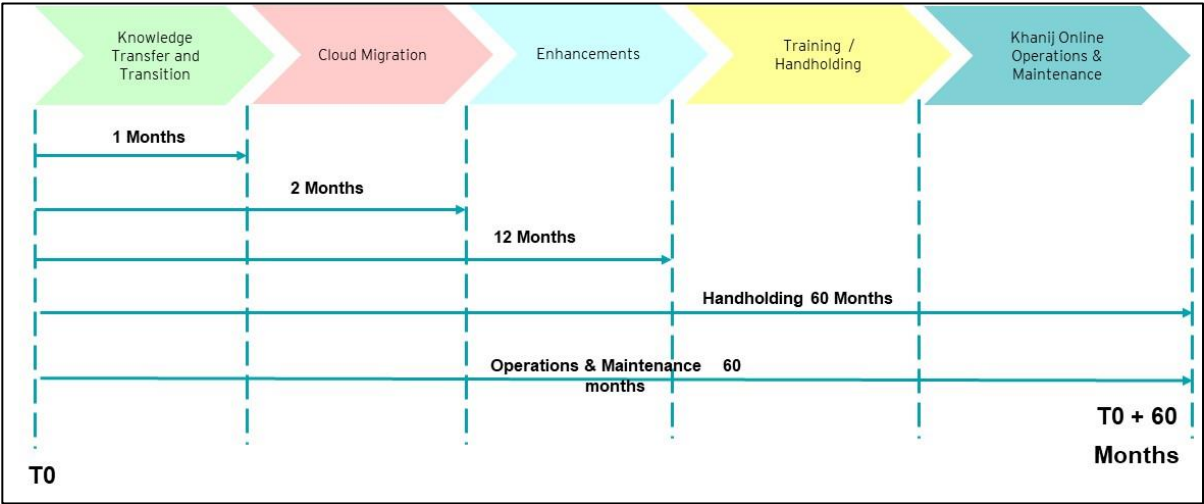 Knowledge
Transfer and
Transition
Cloud Migration
Enhancements
Training /
Handholding
Khanij Online
Operations &
Maintenance
1 Months
2 Months
12 Months
Handholding 60 Months
Operations & Maintenance 60
months
T0 + 60
Months
T0